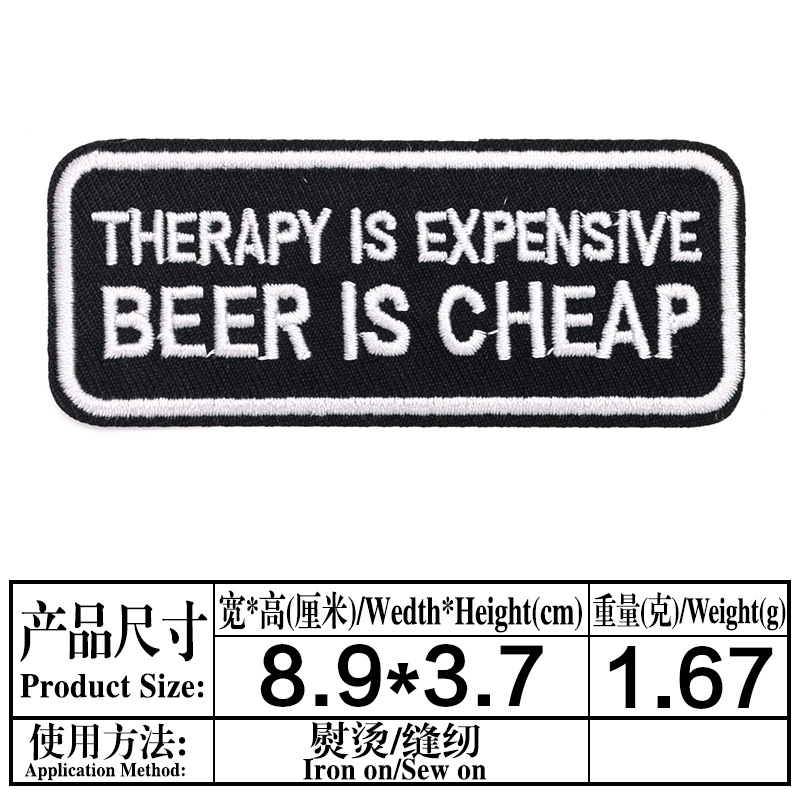 THERAPY IS EXPENSIVE
BEER IS CHEAP
产品尺寸
Product Size:
宽*高(厘米)/Wedth*Height(cm)
重量(克)/Weight(g)
8.9*3.7
1.67
使用方法:
Application Method:
熨烫/缝纫
Iron on/Sew on